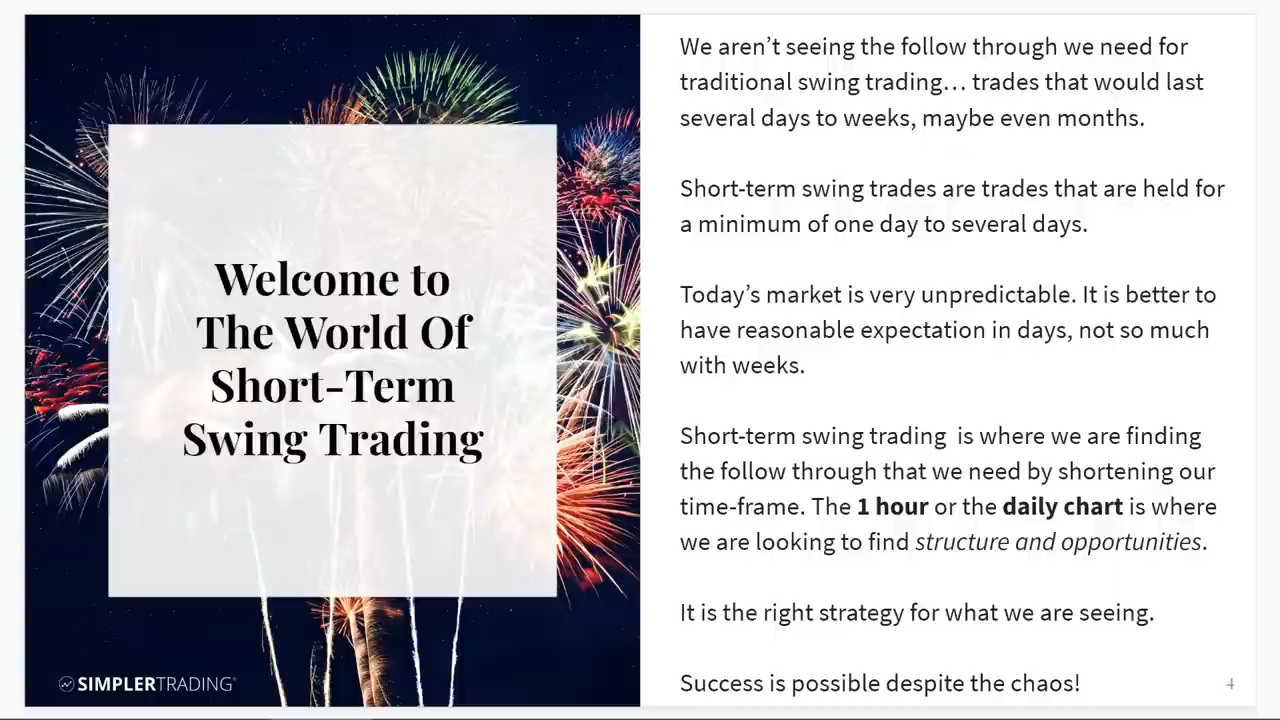 Welcome to
The World Of
Short-Term
Swing Trading
SIMPLERTRADING
We aren’t seeing the follow through we need for
traditional swing trading… trades that would last
several days to weeks, maybe even months.
Short-term swing trades are trades that are held for
a minimum of one day to several days.
Today’s market is very unpredictable. It is better to
have reasonable expectation in days, not so much
with weeks.
Short-term swing trading  is where we are finding
the follow through that we need by shortening our
time-frame. The 1 hour or the daily chart is where
we are looking to find structure and opportunities.
It is the right strategy for what we are seeing.
Success is possible despite the chaos!
4